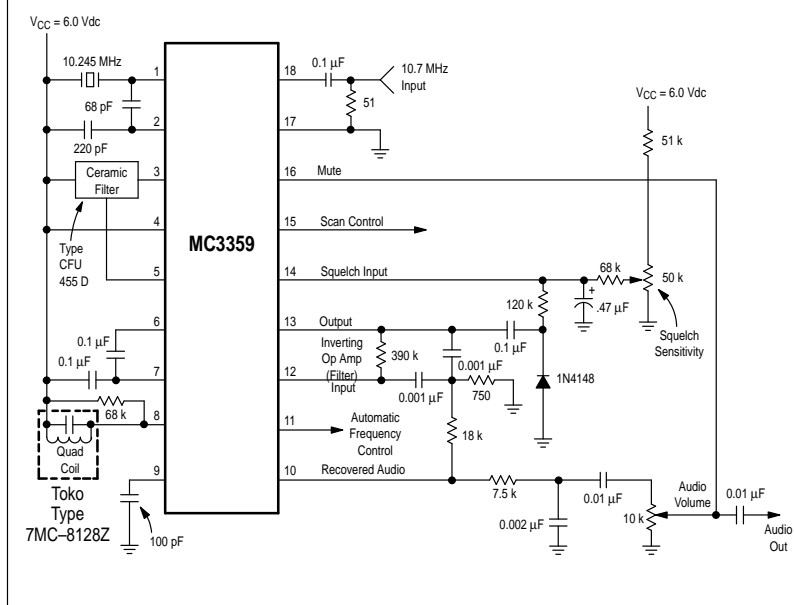 VCC = 6.0 Vdc
10.245 MHz
68 pF
220 pF
Ceramic
Filter
Type
CFU
455 D
0.1 µF
0.1 µF
68 k
Quad
Coil
Toko
Type
7MC–8128Z
100 pF
1
2
3
4
5
6
7
8
9
MC3359
18
17
16
15
14
13
12
11
10
0.1 µF
10.7 MHz
Input
51
VCC = 6.0 Vdc
51 k
Mute
Scan Control
Squelch Input
68 k
50 k
+
.47 µF
120 k
Squelch
Sensitivity
Output
Inverting
Op Amp
(Filter)
Input
390 k
0.1 µF
0.001 µF
0.001 µF
750
1N4148
18 k
Automatic
Frequency
Control
Recovered Audio
7.5 k
0.002 µF
0.01 µF
10 k
Audio
Volume
0.01 µF
Audio
Out